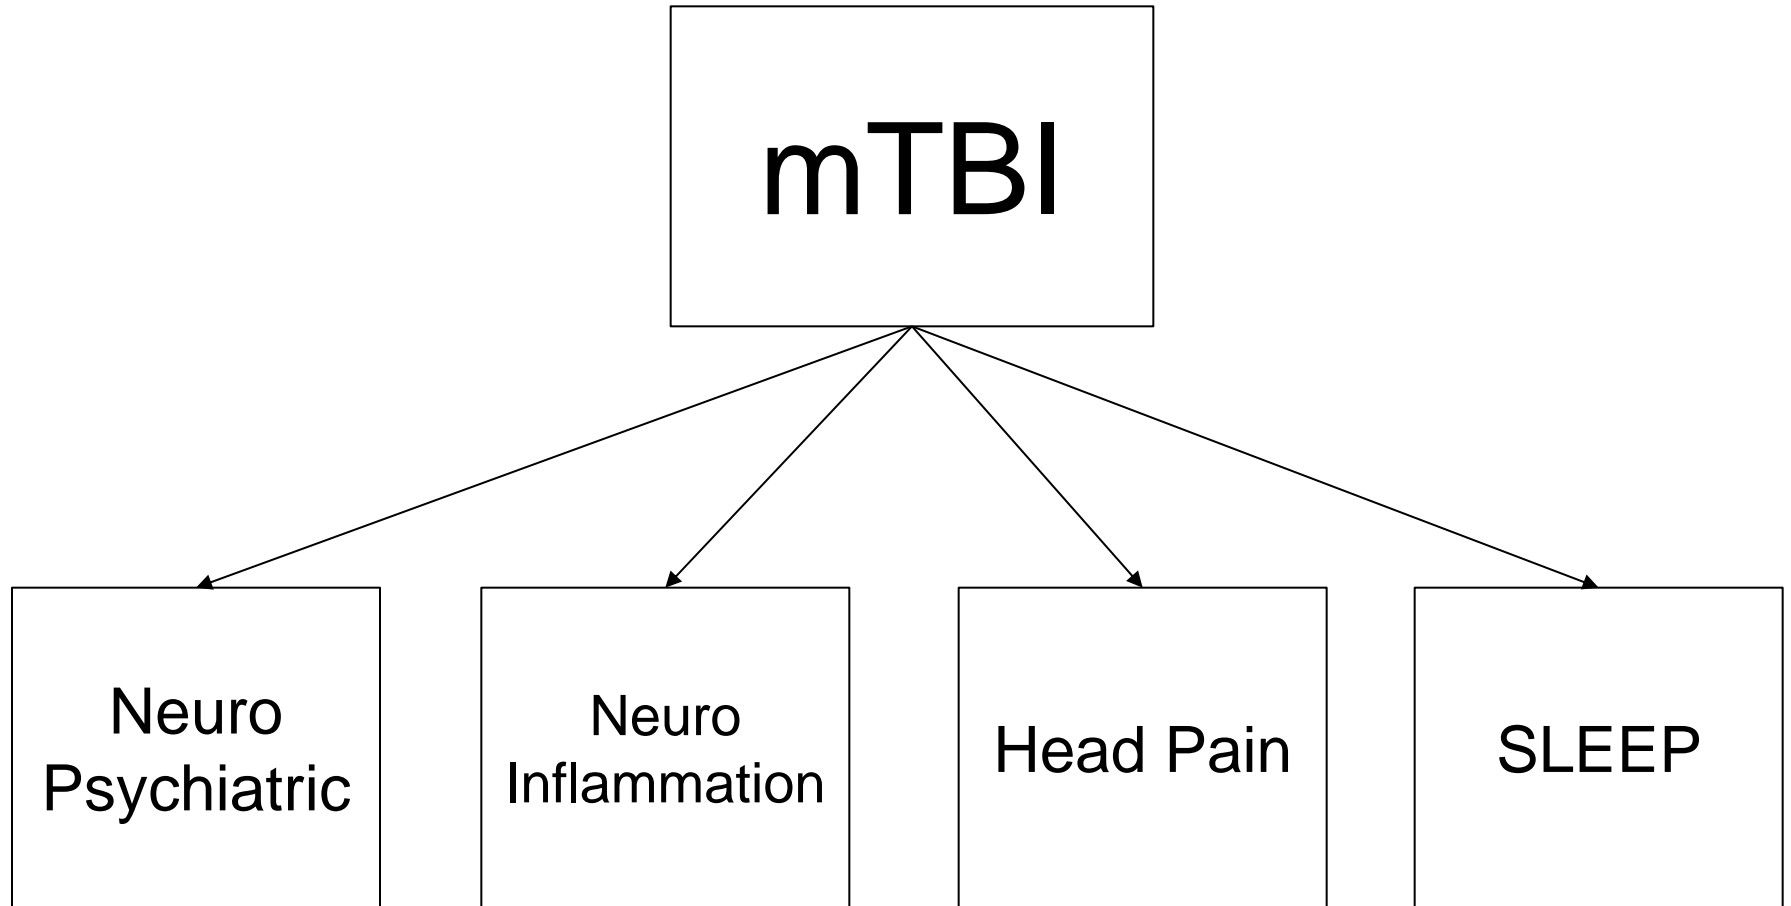 mTBI
Neuro
Psychiatric
Neuro
Inflammation
Head Pain
SLEEP